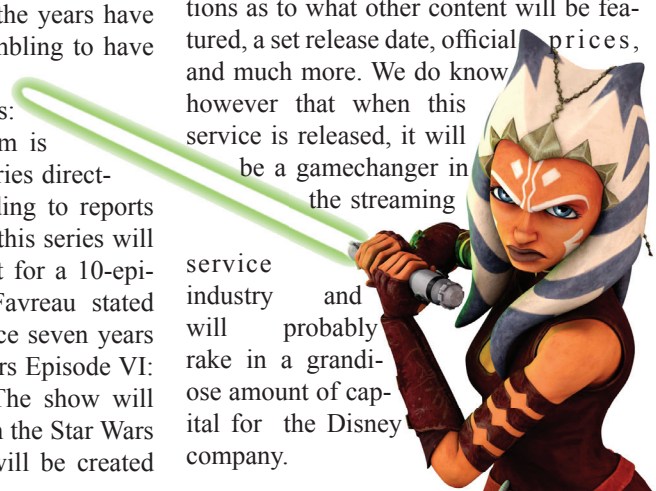 the years have
mbling to have
s:
m is
ries direct-
ding to reports
this series will
t for a 10-epi-
Favreau stated
ce seven years
rs Episode VI:
The show will
n the Star Wars
will be created
tions as to what other content will be fea-
tured, a set release date, official prices,
and much more. We do know
however that when this
service is released, it will
be a gamechanger in
the streaming
service
industry and
will probably
rake in a grandi-
ose amount of cap-
ital for the Disney
company.